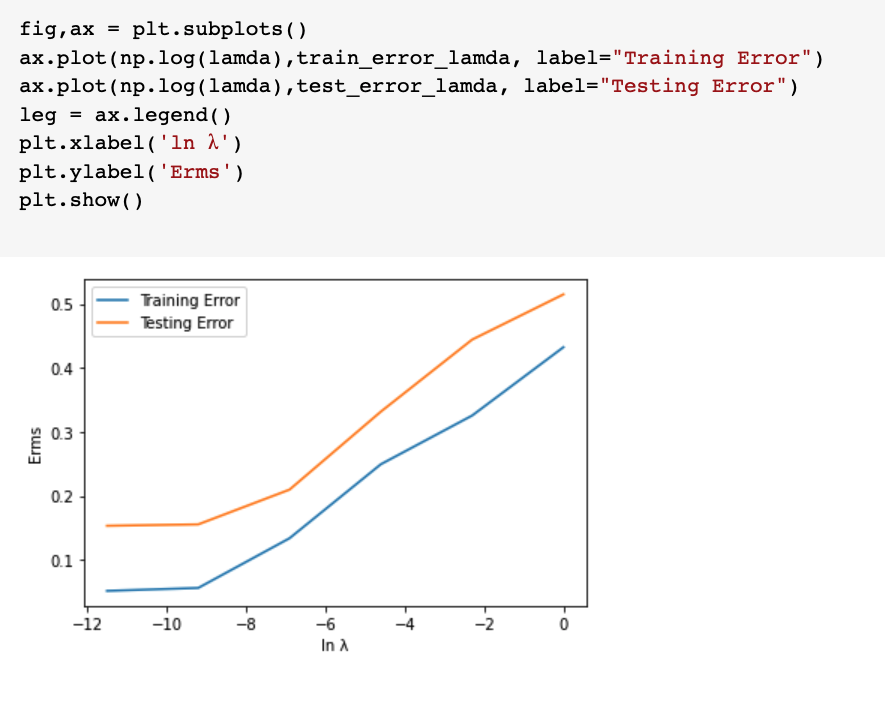 fig,ax = plt.subplots()
ax.plot(np.log(lamda),train_error_lamda, label="Training Error")
ax.plot(np.log(lamda),test_error_lamda, label="Testing Error")
leg = ax.legend()
plt.xlabel('ln λ')
plt.ylabel('Erms')
plt.show()
Training Error
Testing Error
0.5
0.4
0.3
0.2
0.1
Erms
−12 −10 −8 −6 −4 −2 0
ln λ